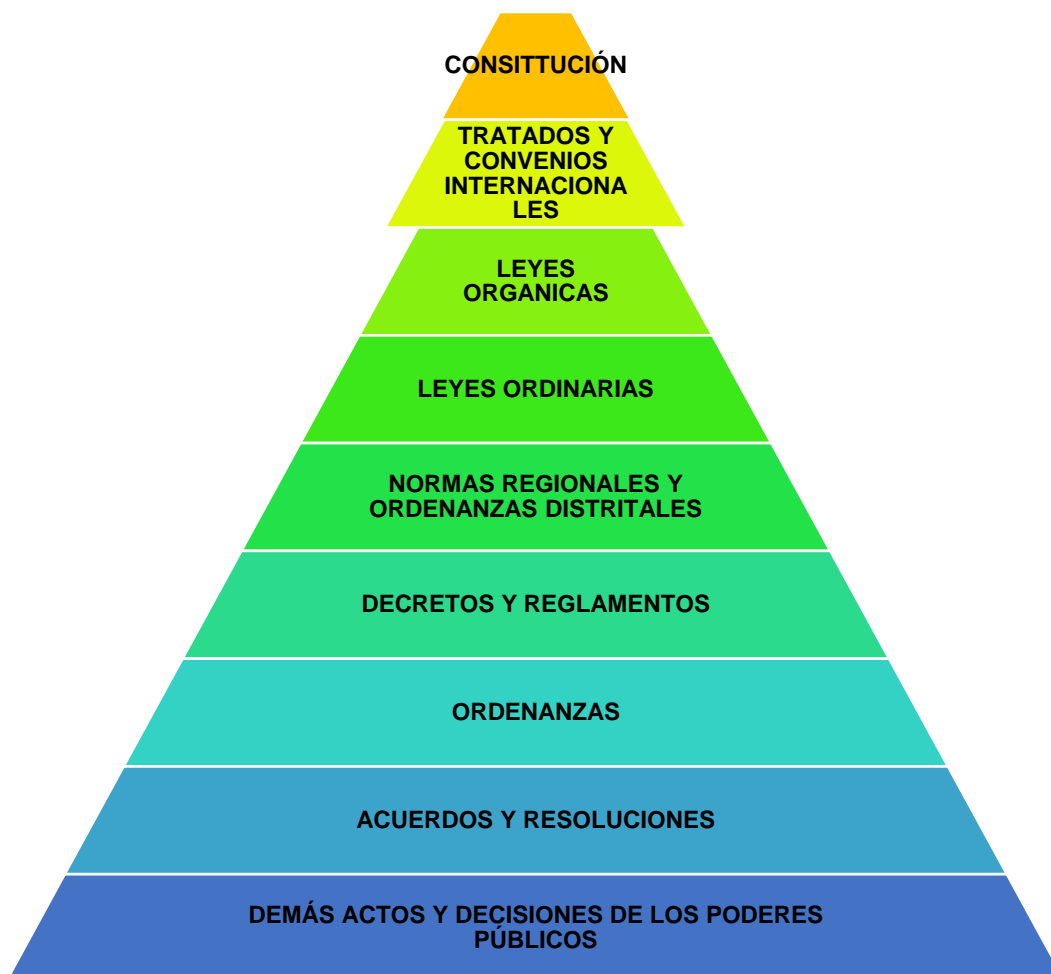 CONSITTUCIÓN
TRATADOS Y
CONVENIOS
INTERNACIONA
LES
LEYES
ORGANICAS
LEYES ORDINARIAS
NORMAS REGIONALES Y
ORDENANZAS DISTRITALES
DECRETOS Y REGLAMENTOS
ORDENANZAS
ACUERDOS Y RESOLUCIONES
DEMÁS ACTOS Y DECISIONES DE LOS PODERES
PÚBLICOS